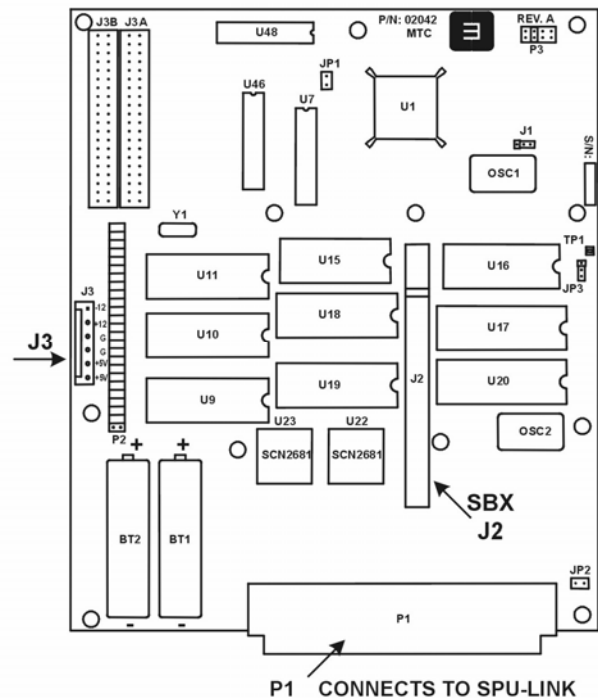 J3B J3A
U48
P/N: 02042
MTC
REV. A
P3
JP1
U46
U7
U1
J1
OSC1
S/N:
Y1
U11
U15
U16
TP1
JP3
J3
-12
+12
G
G
+5V
+5V
J3
U10
U18
U17
J2
U9
U19
U20
P2
U23
U22
SCN2681
SCN2681
OSC2
+
+
SBX
J2
BT2
BT1
JP2
-
-
P1
P1 CONNECTS TO SPU-LINK